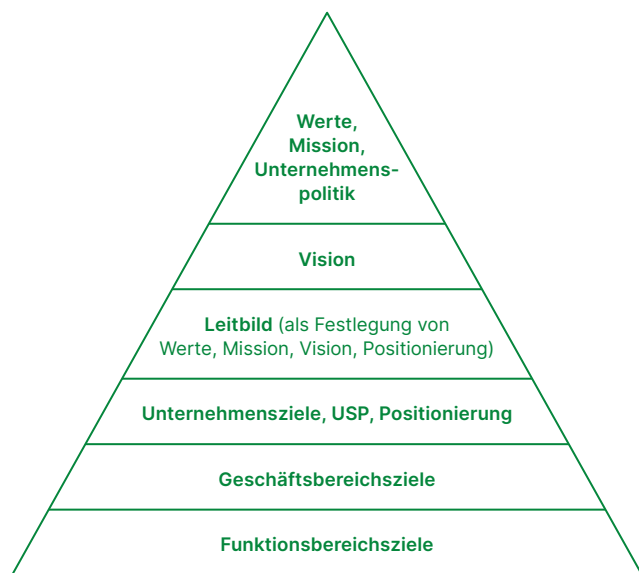 Werte,
Mission,
Unternehmens-
politik
Vision
Leitbild (als Festlegung von
Werte, Mission, Vision, Positionierung)
Unternehmensziele, USP, Positionierung
Geschäftsbereichsziele
Funktionsbereichsziele